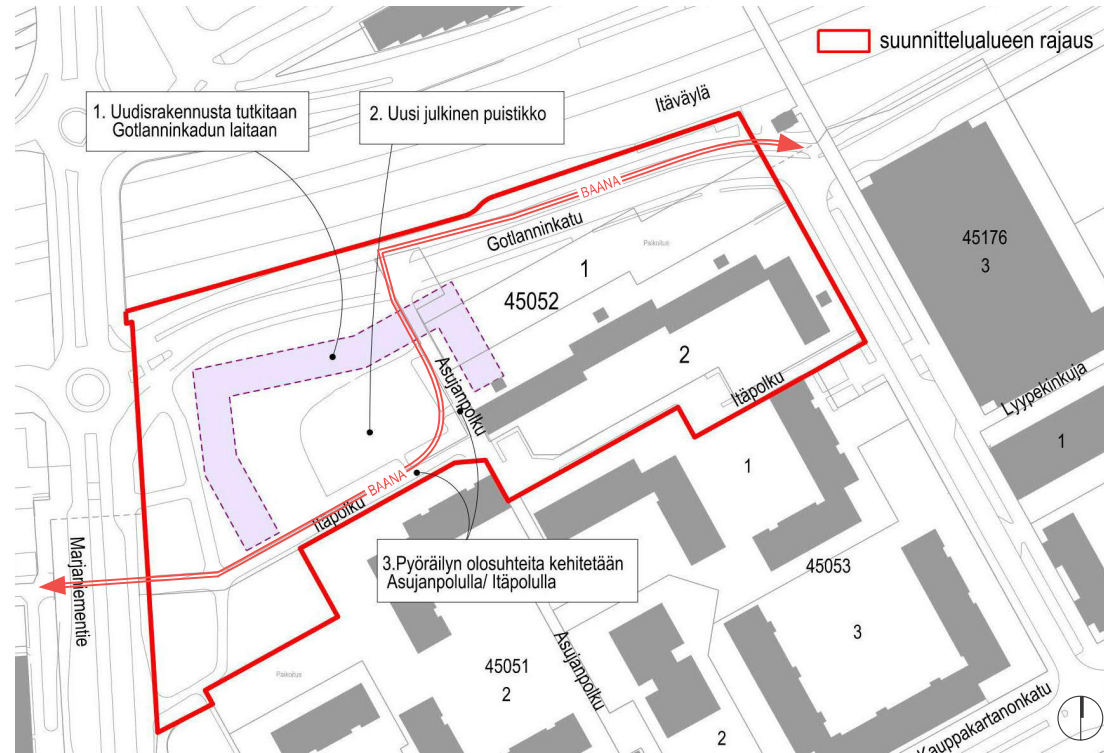 suunnittelualueen rajaus
Itäväylä
1. Uudisrakennusta tutkitaan
Gotlanninkadun laitaan
2. Uusi julkinen puistikko
BAANA
Gotlanninkatu
Paikoitus
1
45052
45176
3
2
Asujanpolku
Itäpolku
Lyypekinkuja
1
1
BAANA
Itäpolku
3.Pyöräilyn olosuhteita kehitetään
Asujanpolulla/ Itäpolulla
Marjaniementie
45053
3
Asujanpolku
45051
2
Paikoitus
2
Kauppakartanonkatu